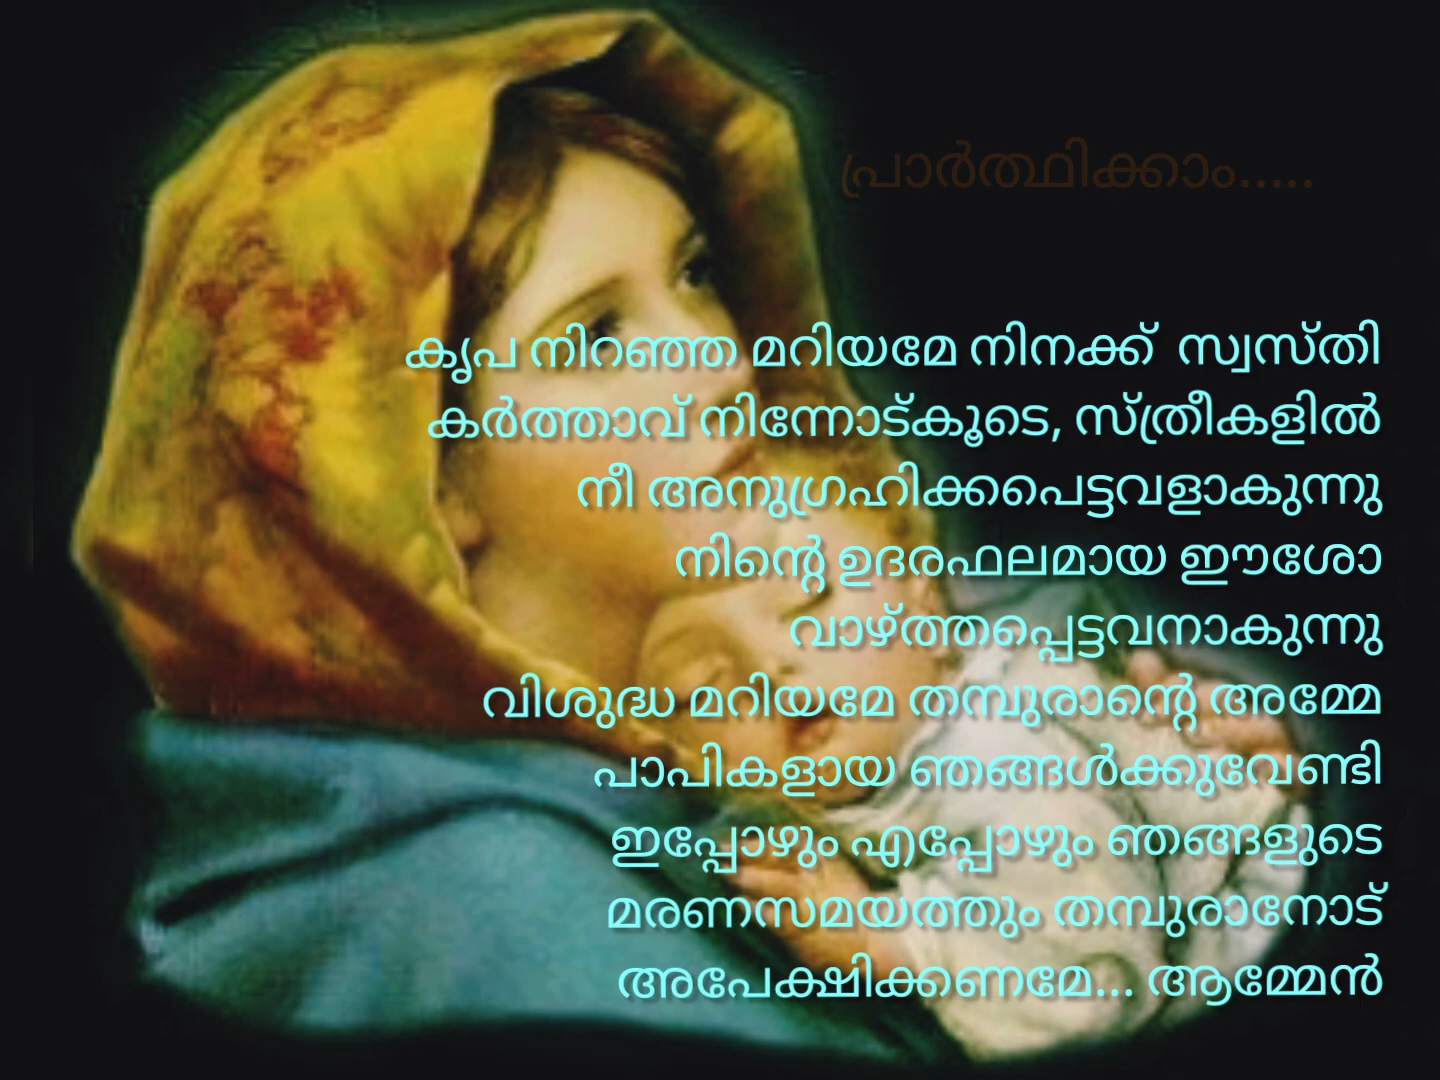 പ്രാർത്ഥിക്കാം.....
കൃപ നിറഞ്ഞ മറിയമേ നിനക്ക് സ്വസ്തി
കർത്താവ് നിന്നോട്കൂടെ, സ്ത്രീകളിൽ
നീ അനുഗ്രഹിക്കപെട്ടവളാകുന്നു
നിന്റെ ഉദരഫലമായ ഈശോ
വാഴ്ത്തപ്പെട്ടവനാകുന്നു
വിശുദ്ധ മറിയമേ തമ്പുരാന്റെ അമ്മേ
പാപികളായ ഞങ്ങൾക്കുവേണ്ടി
ഇപ്പോഴും എപ്പോഴും ഞങ്ങളുടെ
മരണസമയത്തും തമ്പുരാനോട്
അപേക്ഷിക്കണമേ... ആമ്മേൻ